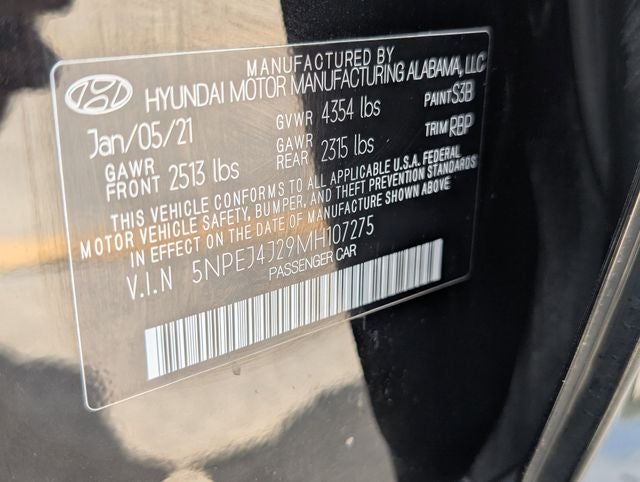 MANUFACTURED BY
HYUNDAI MOTOR MANUFACTURING ALABAMA, LLC
Jan/05/21 GVWR 4354 lbs PAINT S3B
GAWR FRONT 2513 lbs GAWR REAR 2315 lbs TRIM RBP
THIS VEHICLE CONFORMS TO ALL APPLICABLE U.S.A. FEDERAL
MOTOR VEHICLE SAFETY, BUMPER, AND THEFT PREVENTION STANDARDS
IN EFFECT ON THE DATE OF MANUFACTURE SHOWN ABOVE
V.I.N 5NPEJ4J29MH107275
PASSENGER CAR